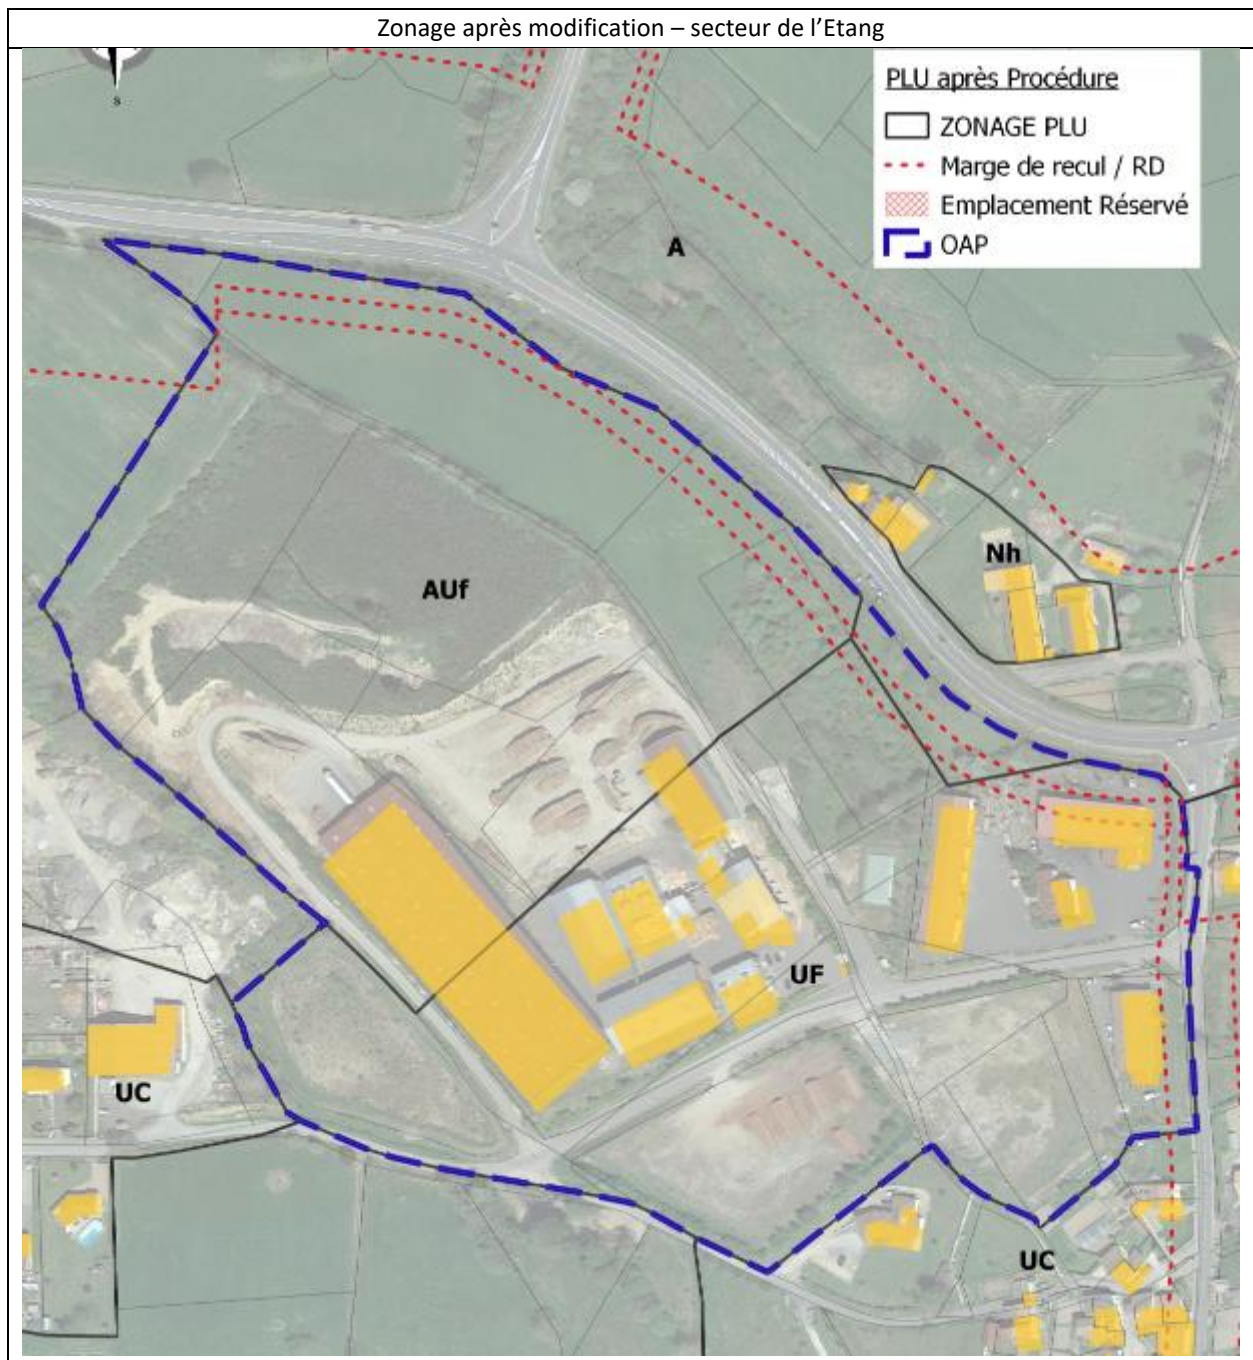 Zonage après modification – secteur de l’Etang
s
PLU après Procédure
ZONAGE PLU
Marge de recul / RD
Emplacement Réservé
OAP
A
Nh
AUf
UF
UC
UC